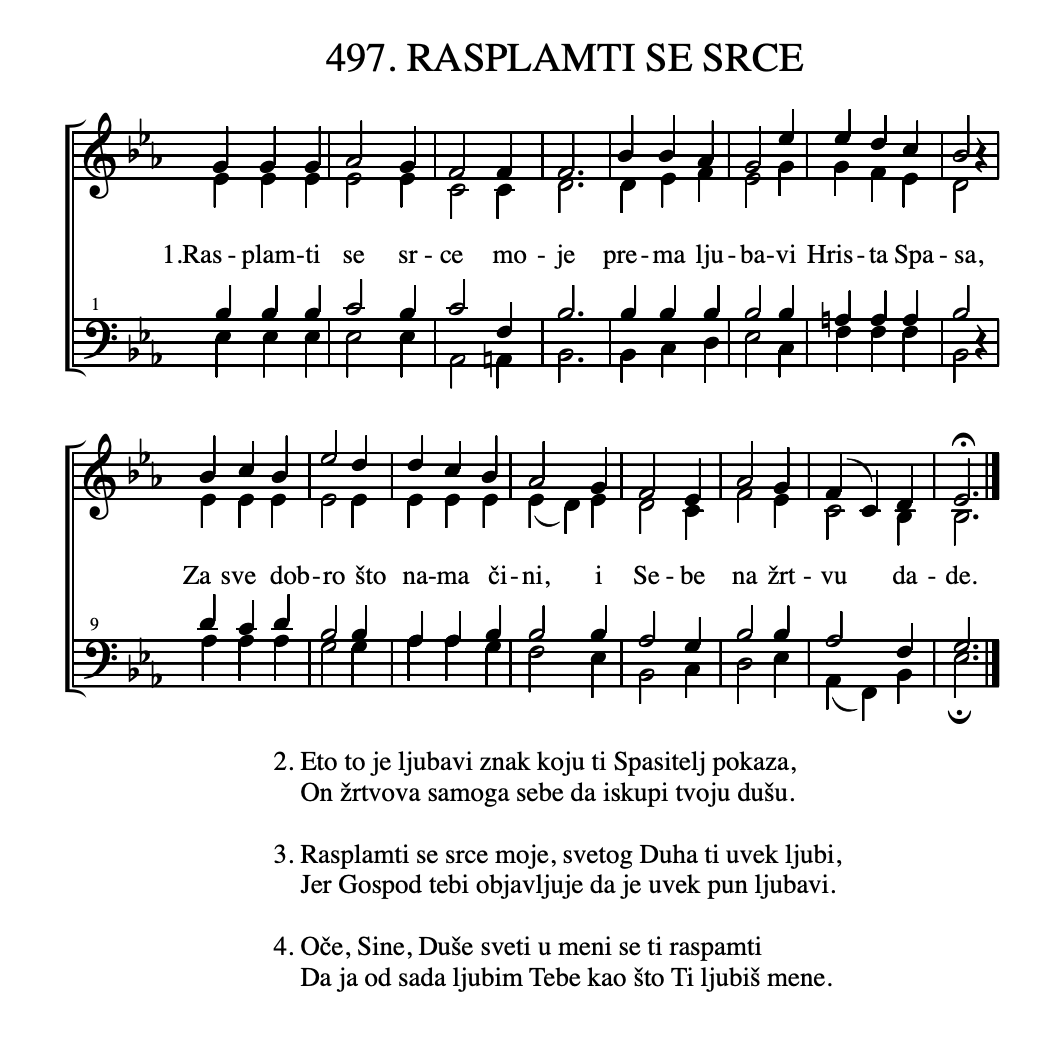 497. RASPLAMTI SE SRCE
1.Ras - plam-ti se sr - ce mo - je pre - ma lju - ba - vi Hris - ta Spa - sa,
1
Za sve dob - ro što na-ma či - ni, i Se - be na žrt - vu da - de.
9
2. Eto to je ljubavi znak koju ti Spasitelj pokaza,
On žrtvova samoga sebe da iskupi tvoju dušu.
3. Rasplamti se srce moje, svetog Duha ti uvek ljubi,
Jer Gospod tebi objavljuje da je uvek pun ljubavi.
4. Oče, Sine, Duše sveti u meni se ti raspamti
Da ja od sada ljubim Tebe kao što Ti ljubiš mene.